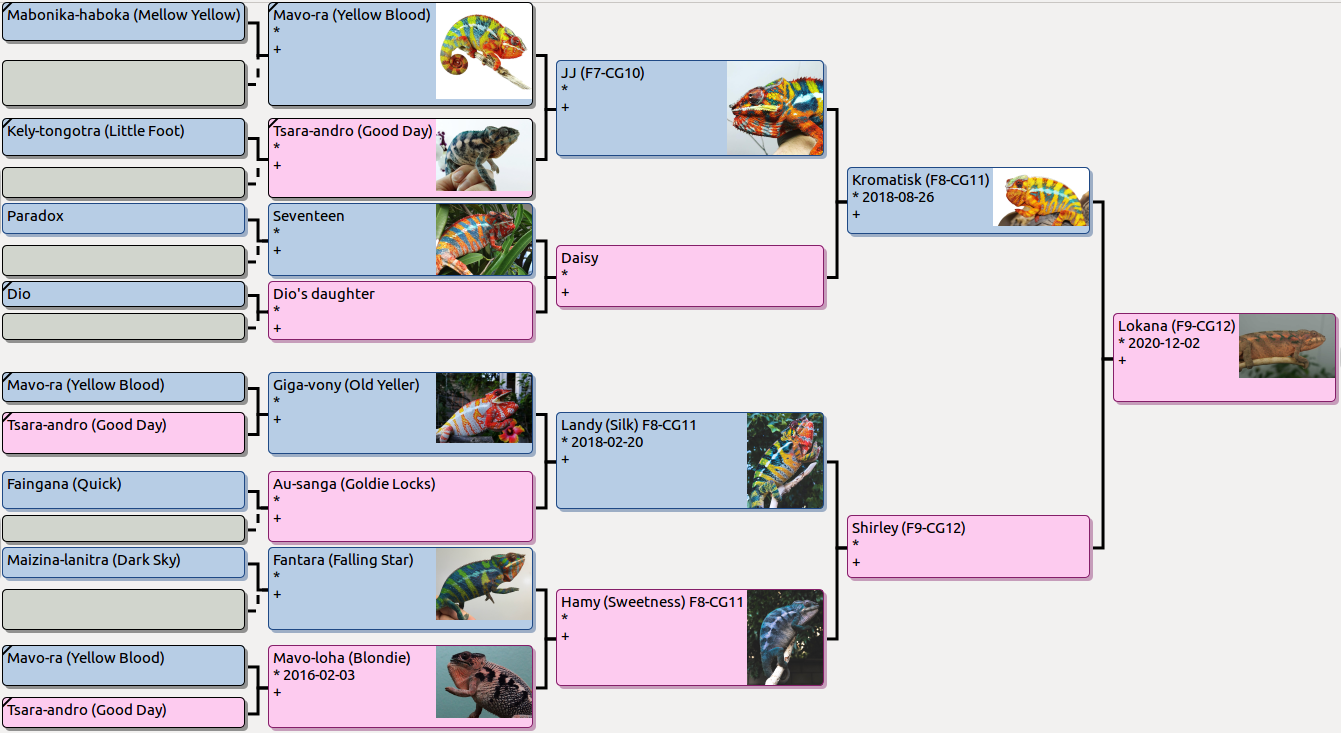 Mabonika-haboka (Mellow Yellow)
Kely-tongotra (Little Foot)
Paradox
Dio
Mavo-ra (Yellow Blood)
Tsara-andro (Good Day)
Faingana (Quick)
Maizina-lanitra (Dark Sky)
Mavo-ra (Yellow Blood)
Tsara-andro (Good Day)
Mavo-ra (Yellow Blood)
*
+
Tsara-andro (Good Day)
*
+
Seventeen
*
+
Dio's daughter
*
+
Giga-vony (Old Yeller)
*
+
Au-sanga (Goldie Locks)
*
+
Fantara (Falling Star)
*
+
Mavo-loha (Blondie)
* 2016-02-03
+
JJ (F7-CG10)
*
+
Daisy
*
+
Landy (Silk) F8-CG11
* 2018-02-20
+
Hamy (Sweetness) F8-CG11
*
+
Kromatisk (F8-CG11)
* 2018-08-26
+
Shirley (F9-CG12)
*
+
Lokana (F9-CG12)
* 2020-12-02
+